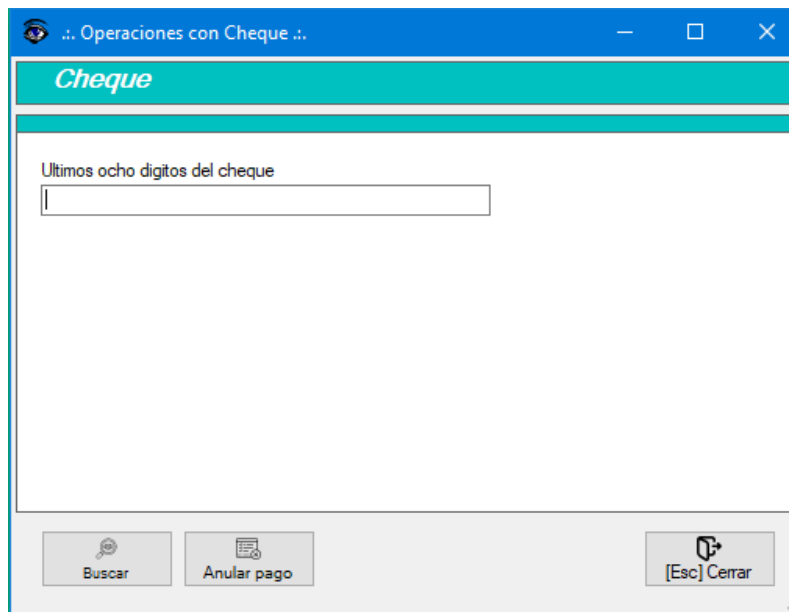 .:. Operaciones con Cheque .:.
Cheque
Ultimos ocho digitos del cheque
Buscar
Anular pago
[Esc] Cerrar